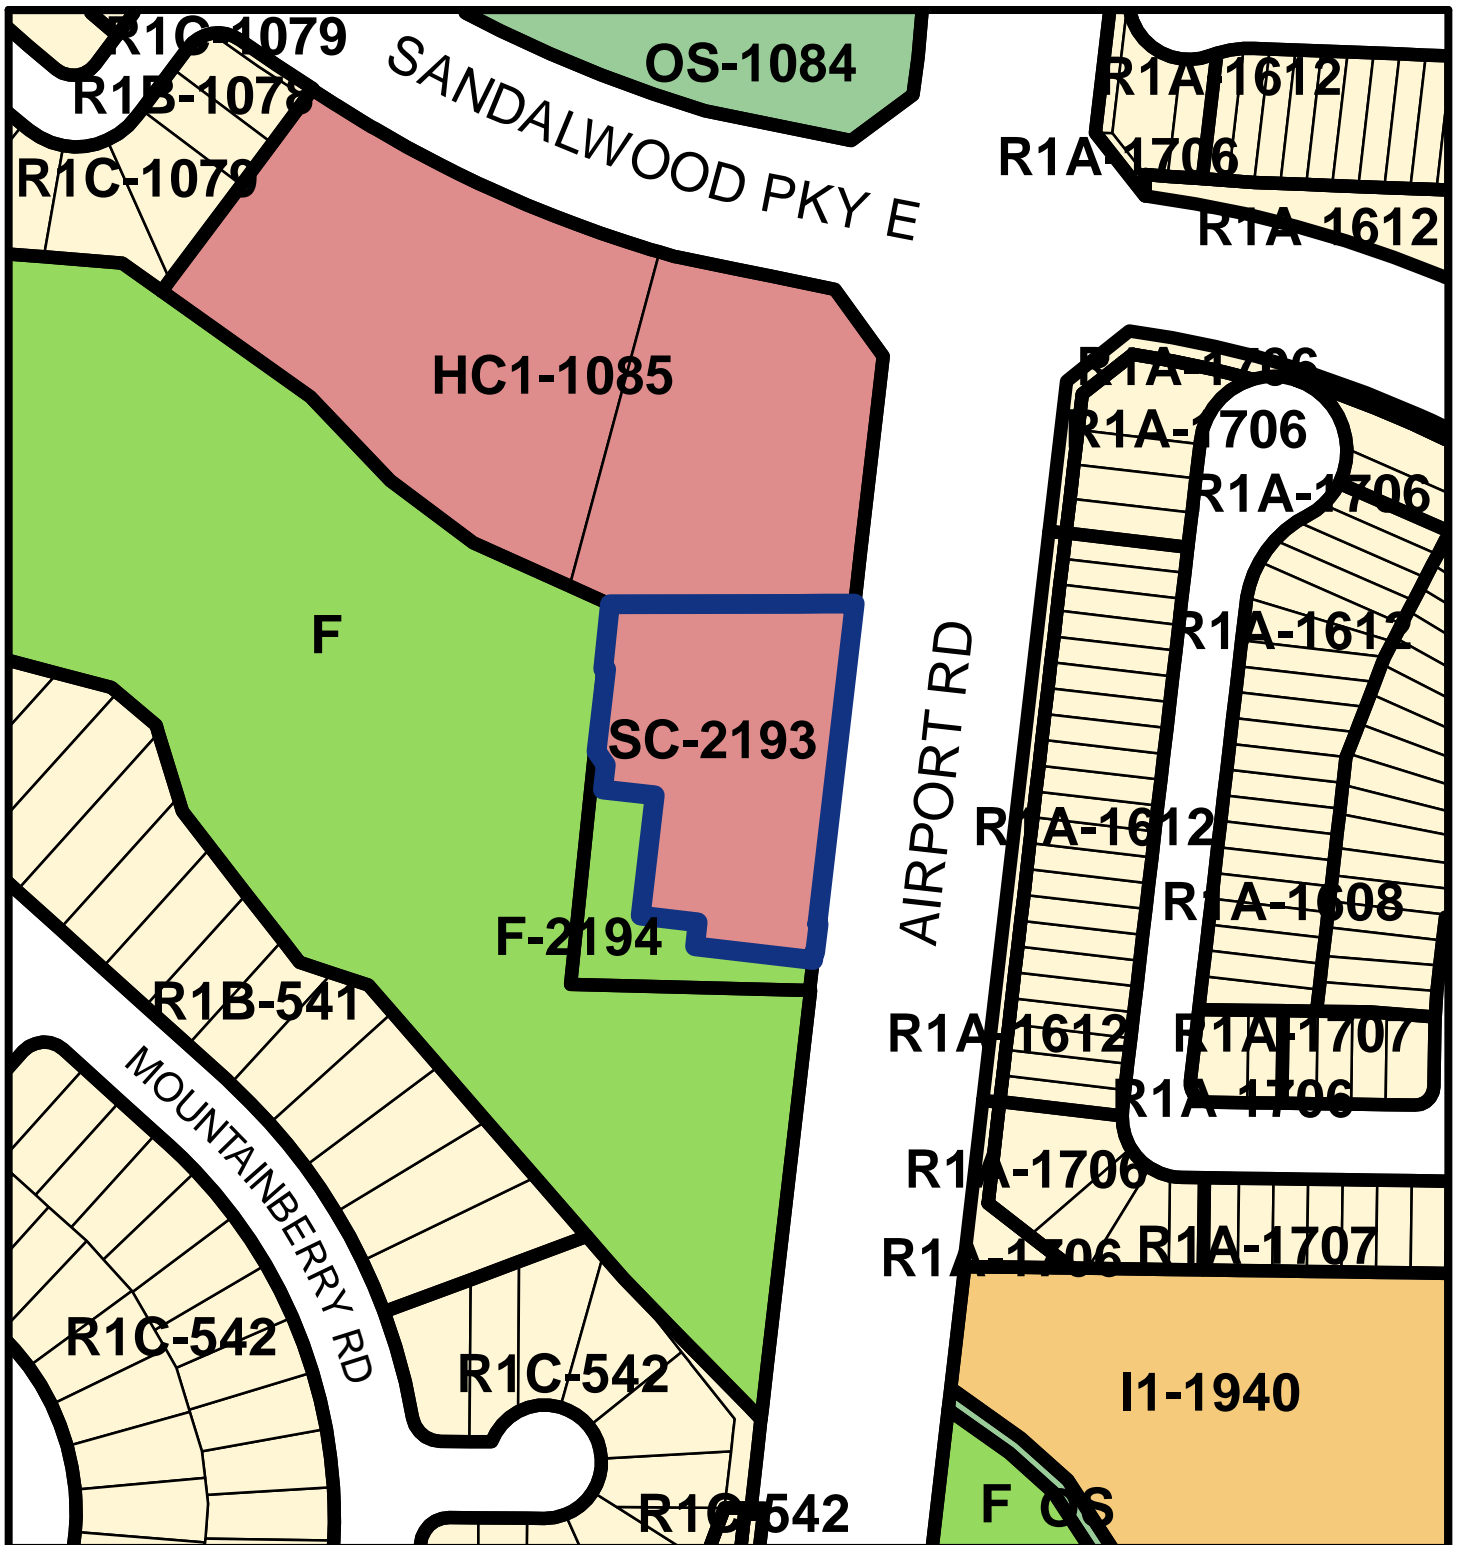 R1C-1079
OS-1084
R1A-1612
R1B-1078
SANDALWOOD PKY E
R1A-1706
R1C-1079
R1A-1612
HC1-1085
R1A-1706
R1A-1706
R1A-1706
F
R1A-1612
SC-2193
AIRPORT RD
R1A-1612
R1A-1608
F-2194
R1B-541
R1A-1612
R1A-1707
R1A-1706
MOUNTAINBERRY RD
R1A-1706
R1A-1706
R1A-1707
R1C-542
R1C-542
I1-1940
F
OS
R1C-542